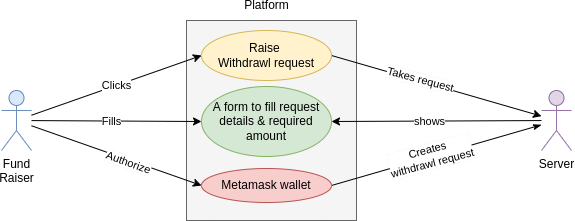 Platform
Raise
Withdrawl request
Clicks
Takes request
A form to fill request
details & required
amount
Fills
shows
Authorize
Creates
withdrawl request
Metamask wallet
Fund
Raiser
Server